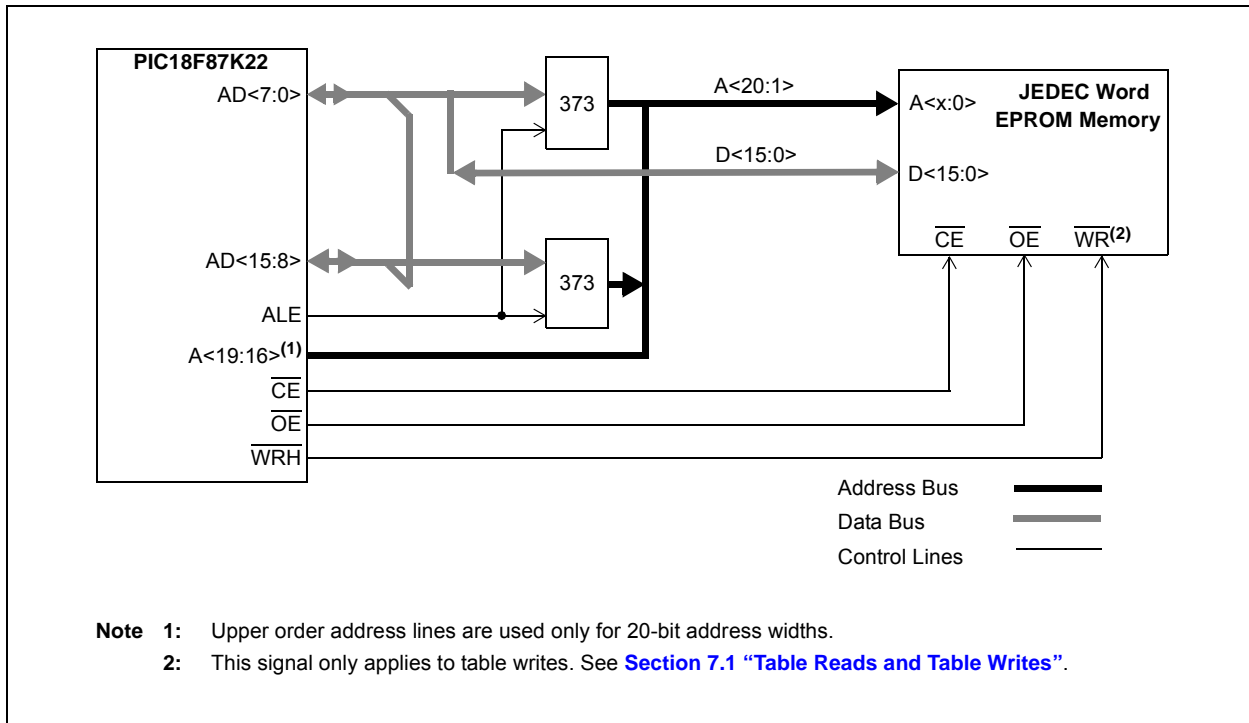 PIC18F87K22
AD<7:0>
373
A<20:1>
A<x:0>
JEDEC Word
EPROM Memory
D<15:0>
D<15:0>
CE
OE
WR(2)
AD<15:8>
373
ALE
A<19:16>(1)
CE
OE
WRH
Address Bus
Data Bus
Control Lines
Note 1: Upper order address lines are used only for 20-bit address widths.
2: This signal only applies to table writes. See Section 7.1 “Table Reads and Table Writes”.